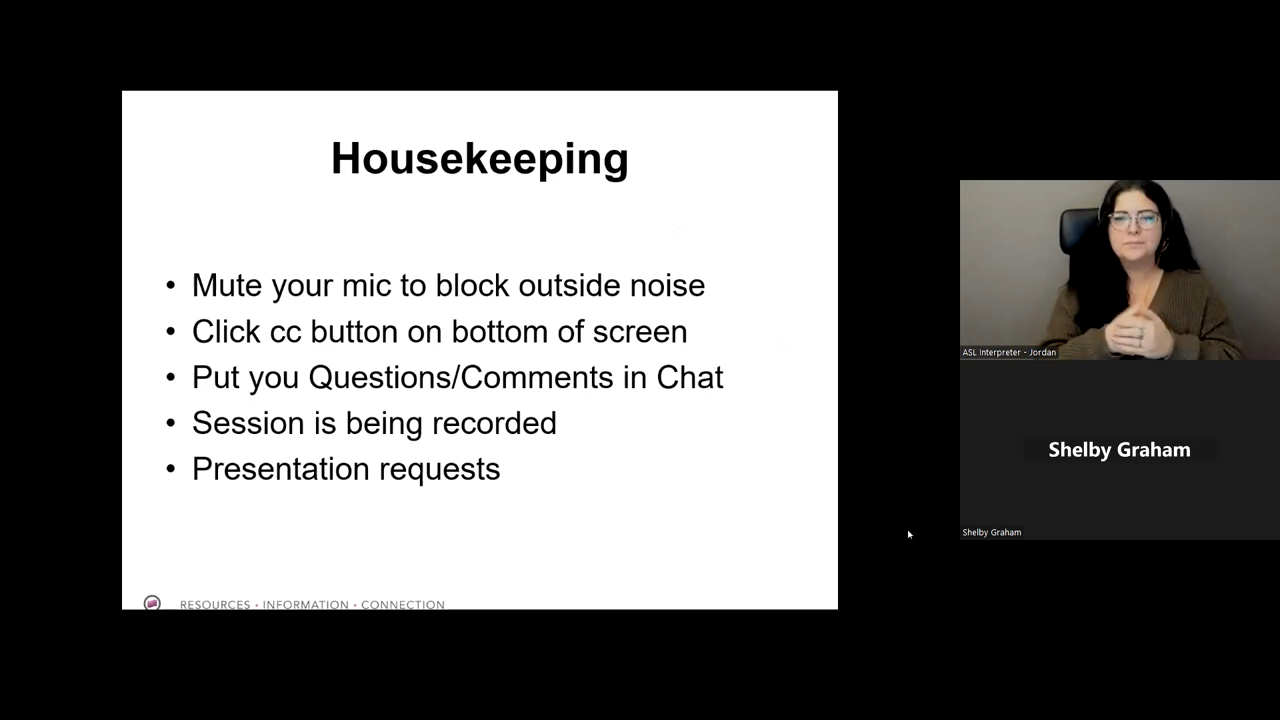 Housekeeping
• Mute your mic to block outside noise
• Click cc button on bottom of screen
• Put you Questions/Comments in Chat
• Session is being recorded
• Presentation requests
RESOURCES • INFORMATION • CONNECTION
ASL Interpreter - Jordan
Shelby Graham
Shelby Graham